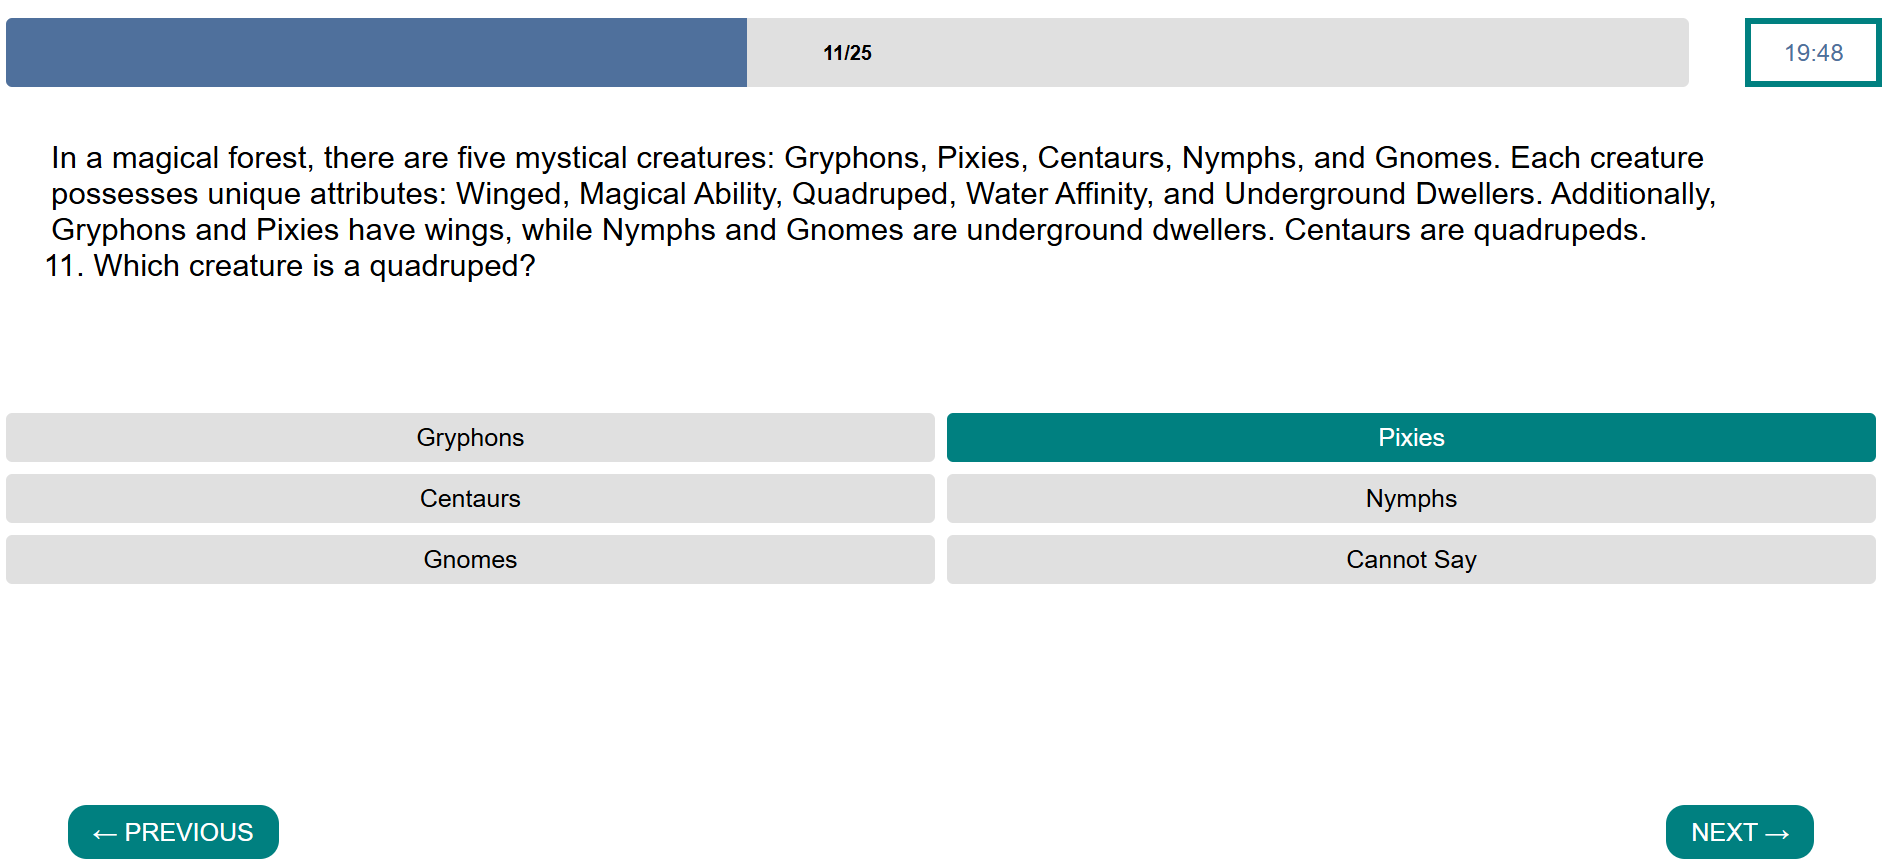 11/25
19:48
In a magical forest, there are five mystical creatures: Gryphons, Pixies, Centaurs, Nymphs, and Gnomes. Each creature
possesses unique attributes: Winged, Magical Ability, Quadruped, Water Affinity, and Underground Dwellers. Additionally,
Gryphons and Pixies have wings, while Nymphs and Gnomes are underground dwellers. Centaurs are quadrupeds.
11. Which creature is a quadruped?
Gryphons
Pixies
Centaurs
Nymphs
Gnomes
Cannot Say
← PREVIOUS
NEXT →